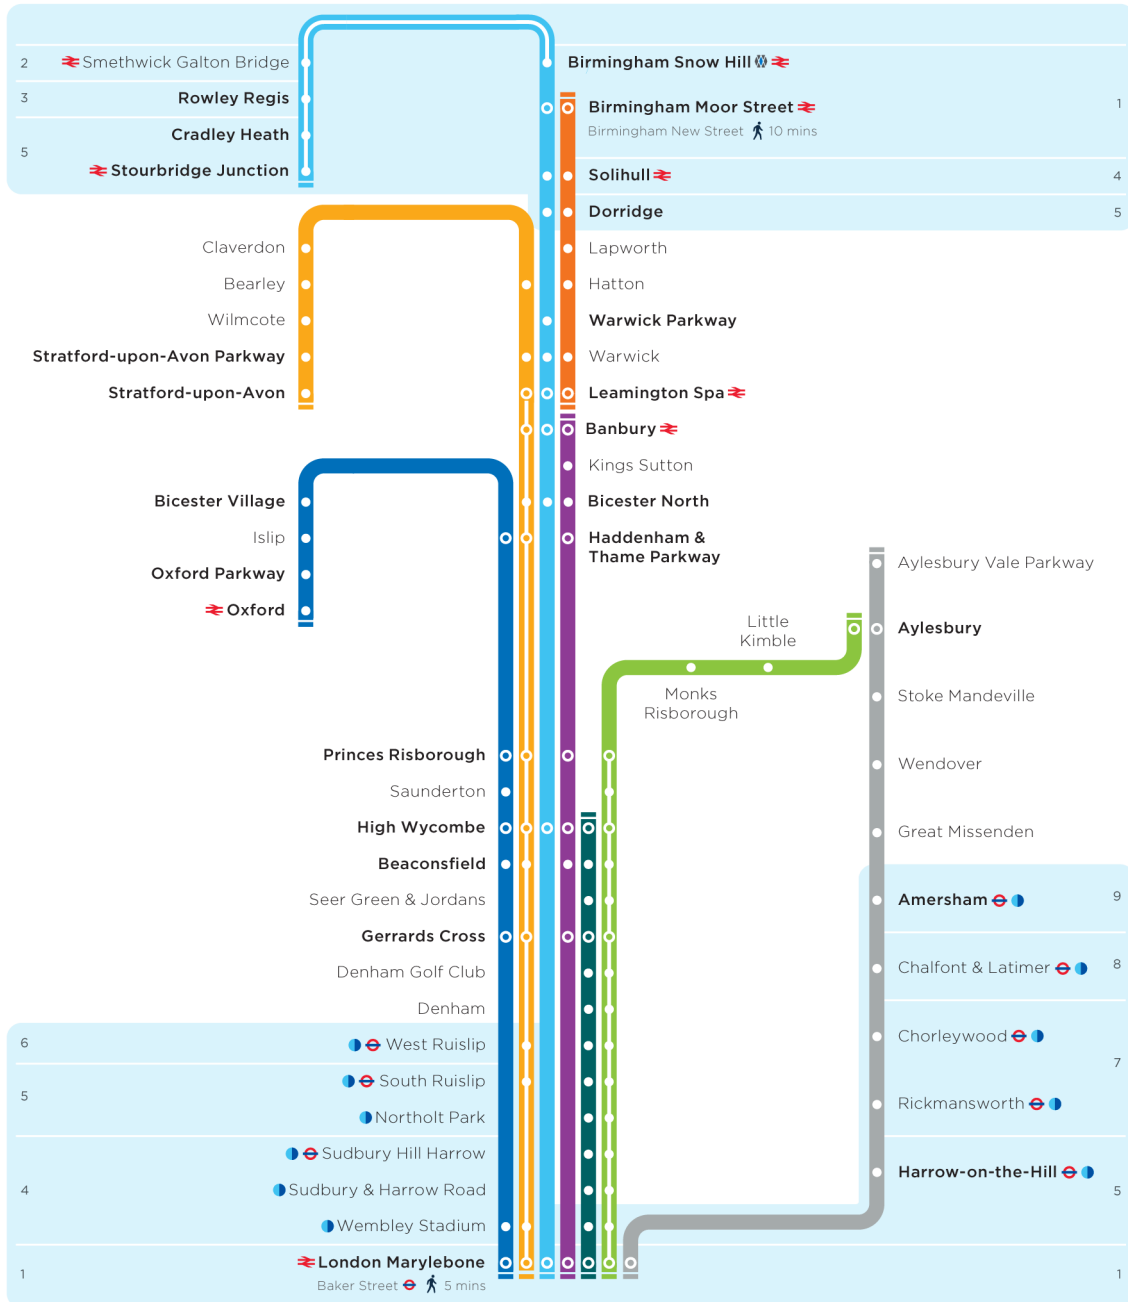 2 Smethwick Galton Bridge
Birmingham Snow Hill
3 Rowley Regis
Birmingham Moor Street
1
Birmingham New Street 10 mins
Cradley Heath
5
Stourbridge Junction
Solihull
4
Dorridge
5
Claverdon
Lapworth
Bearley
Hatton
Wilmcote
Warwick Parkway
Stratford-upon-Avon Parkway
Warwick
Stratford-upon-Avon
Leamington Spa
Banbury
Kings Sutton
Bicester Village
Bicester North
Islip
Haddenham &
Thame Parkway
Oxford Parkway
Oxford
Aylesbury Vale Parkway
Little
Kimble
Aylesbury
Monks
Risborough
Stoke Mandeville
Princes Risborough
Wendover
Saunderton
High Wycombe
Great Missenden
Beaconsfield
Seer Green & Jordans
Amersham
9
Gerrards Cross
Denham Golf Club
Chalfont & Latimer
8
Denham
6
West Ruislip
Chorleywood
7
5
South Ruislip
Northolt Park
Rickmansworth
Sudbury Hill Harrow
Harrow-on-the-Hill
5
4
Sudbury & Harrow Road
Wembley Stadium
London Marylebone
1
Baker Street 5 mins
1